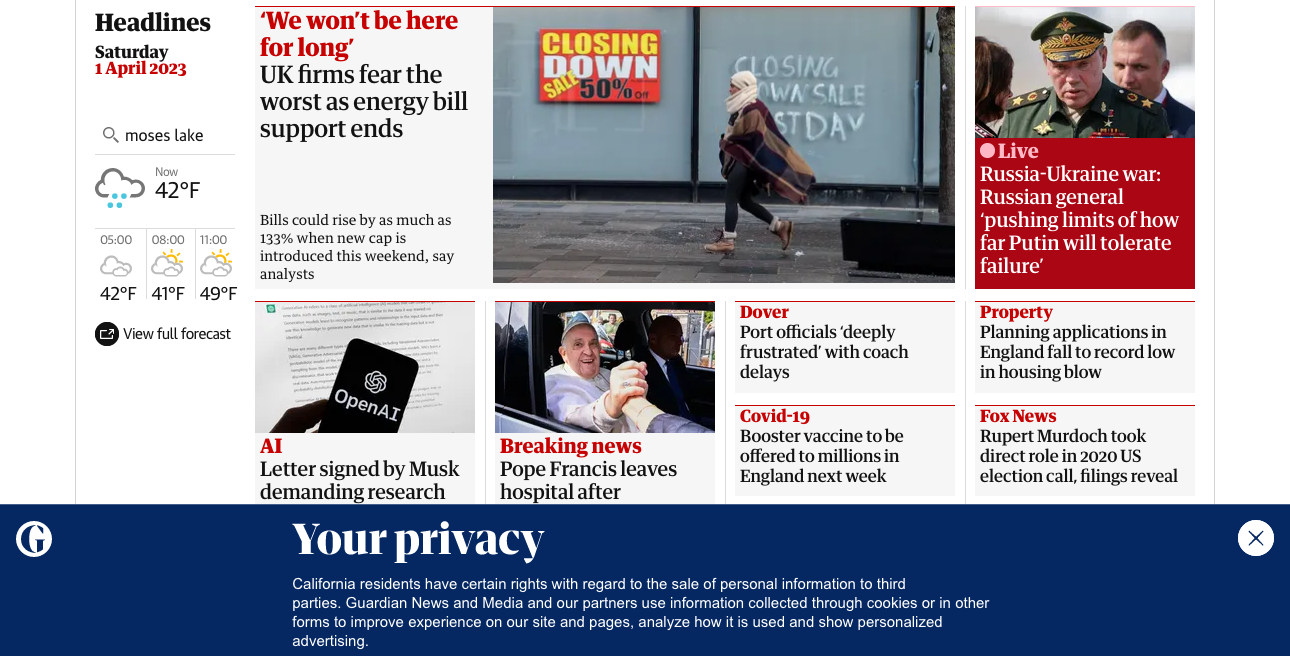 Headlines
Saturday
1 April 2023
moses lake
Now
42°F
05:00
08:00
11:00
42°F
41°F
49°F
View full forecast
‘We won’t be here
for long’
UK firms fear the
worst as energy bill
support ends
Bills could rise by as much as
133% when new cap is
introduced this weekend, say
analysts
CLOSING
DOWN
SALE
50% Off
CLOSING
DOWN SALE
LAST DAY
Live
Russia-Ukraine war:
Russian general
‘pushing limits of how
far Putin will tolerate
failure’
OpenAI
AI
Letter signed by Musk
demanding research
Breaking news
Pope Francis leaves
hospital after
Dover
Port officials ‘deeply
frustrated’ with coach
delays
Covid-19
Booster vaccine to be
offered to millions in
England next week
Property
Planning applications in
England fall to record low
in housing blow
Fox News
Rupert Murdoch took
direct role in 2020 US
election call, filings reveal
G
Your privacy
California residents have certain rights with regard to the sale of personal information to third
parties. Guardian News and Media and our partners use information collected through cookies or in other
forms to improve experience on our site and pages, analyze how it is used and show personalized
advertising.